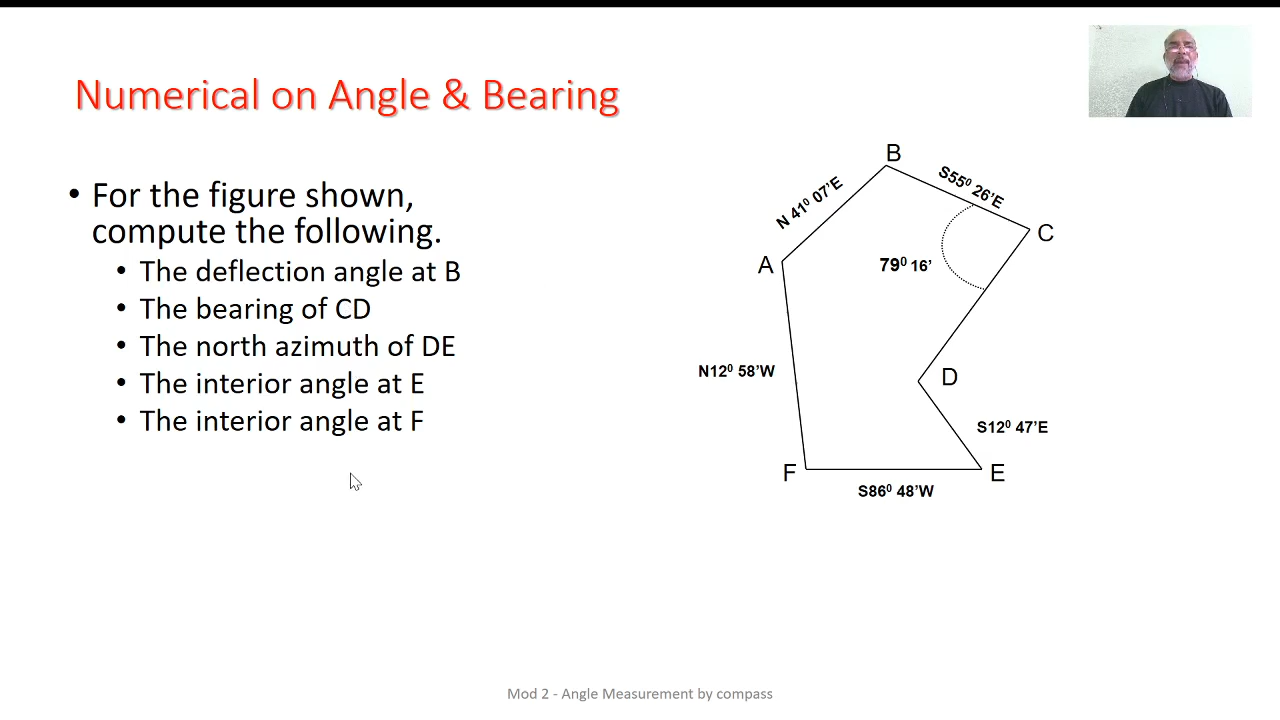 Numerical on Angle & Bearing
• For the figure shown,
compute the following.
• The deflection angle at B
• The bearing of CD
• The north azimuth of DE
• The interior angle at E
• The interior angle at F
B
S55⁰ 26’E
N 41⁰ 07’E
C
A
79⁰ 16’
N12⁰ 58’W
D
S12⁰ 47’E
F
E
S86⁰ 48’W
Mod 2 - Angle Measurement by compass